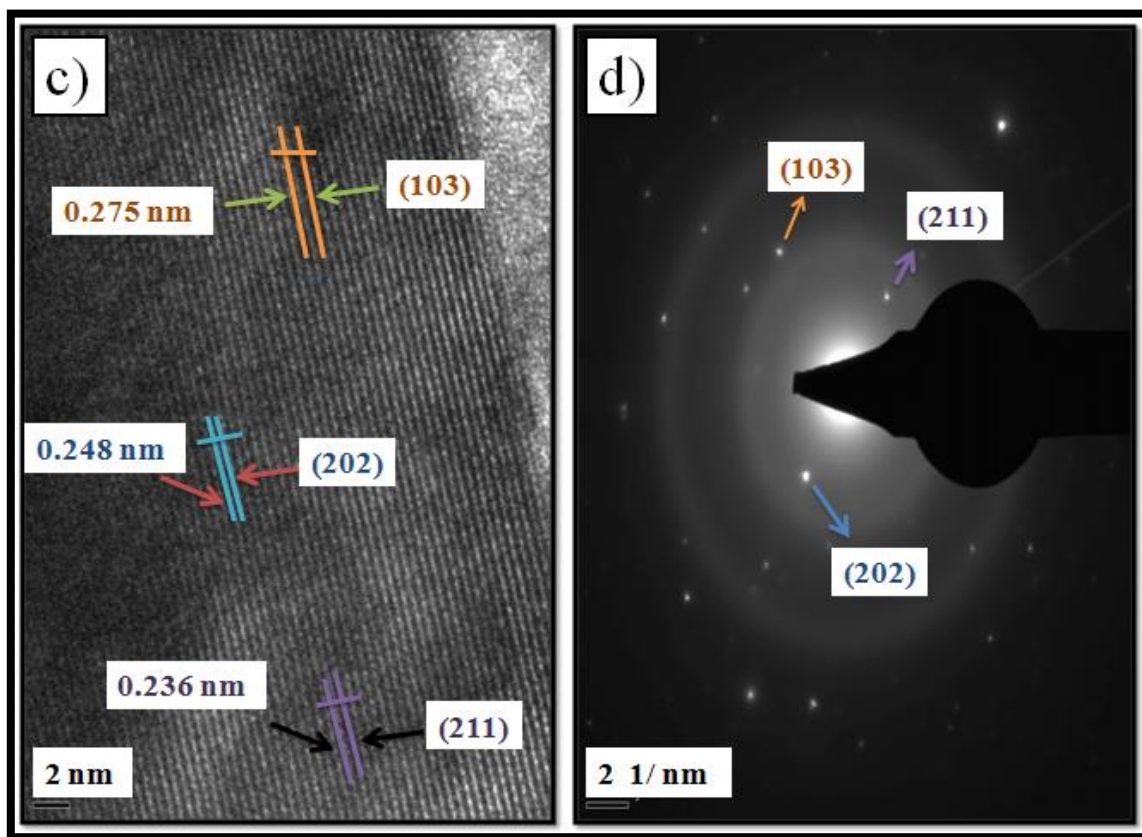 c)
0.275 nm
(103)
0.248 nm
(202)
0.236 nm
(211)
2 nm
d)
(103)
(211)
(202)
2 1/ nm